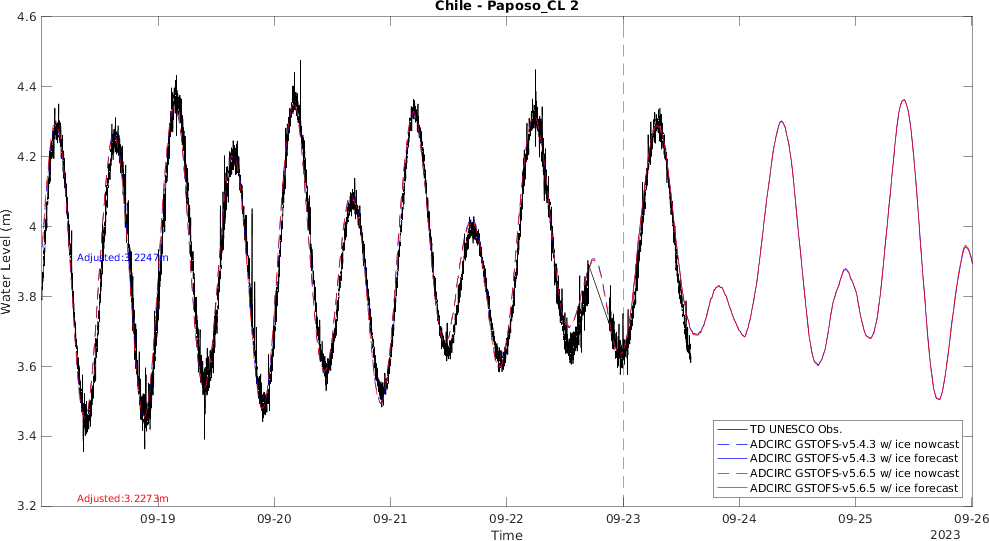 Chile - Paposo_CL 2
Water Level (m)
4.6
4.4
4.2
4
3.8
3.6
3.4
3.2
Adjusted:3.2247m
Adjusted:3.2273m
TD UNESCO Obs.
ADCIRC GSTOFS-v5.4.3 w/ ice nowcast
ADCIRC GSTOFS-v5.4.3 w/ ice forecast
ADCIRC GSTOFS-v5.6.5 w/ ice nowcast
ADCIRC GSTOFS-v5.6.5 w/ ice forecast
09-19 09-20 09-21 09-22 09-23 09-24 09-25 09-26
Time
2023